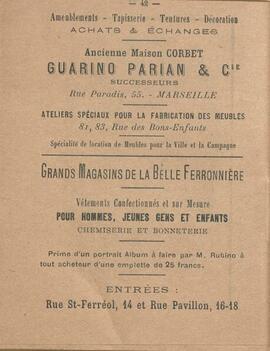 — 42 —
Ameublements - Tapisserie - Tentures - Décoration
ACHATS & ÉCHANGES
Ancienne Maison CORBET
GUARINO PARIAN & Cie
SUCCESSEURS
Rue Paradis, 55. - MARSEILLE
ATELIERS SPÉCIAUX POUR LA FABRICATION DES MEUBLES
81, 83, Rue des Bons-Enfants
Spécialité de location de Meubles pour la Ville et la Campagne
GRANDS MAGASINS DE LA BELLE FERRONNIÈRE
Vêtements Confectionnés et sur Mesure
POUR HOMMES, JEUNES GENS ET ENFANTS
CHEMISERIE ET BONNETERIE
Prime d'un portrait Album à faire par M. Rubino à
tout acheteur d'une emplette de 25 francs.
ENTRÉES :
Rue St-Ferréol, 14 et Rue Pavillon, 16-18